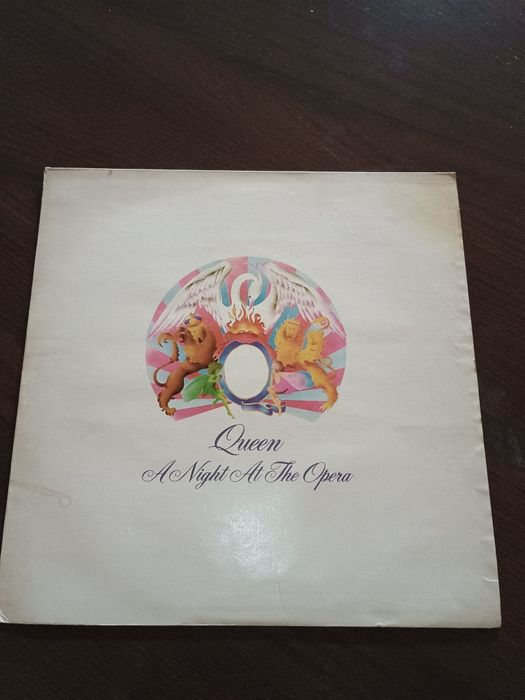 Queen
A Night At The Opera